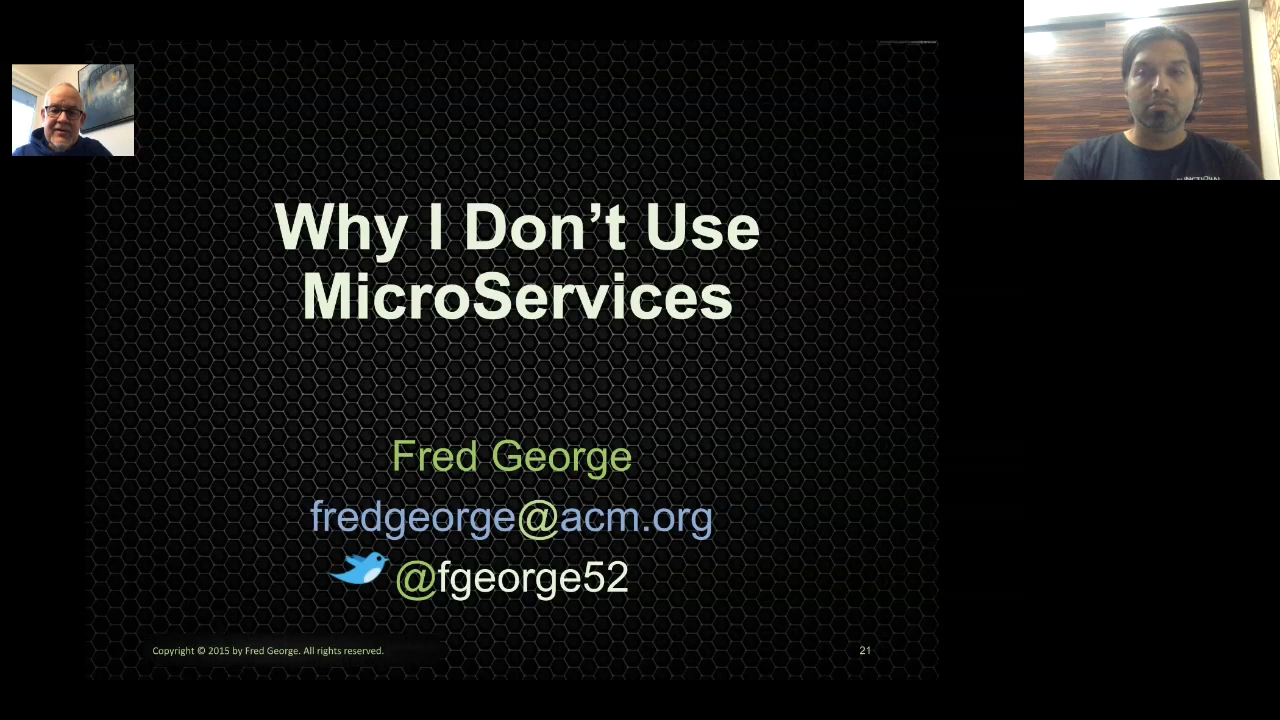 Why I Don’t Use
MicroServices
Fred George
fredgeorge@acm.org
@fgeorge52
Copyright © 2015 by Fred George. All rights reserved.
21